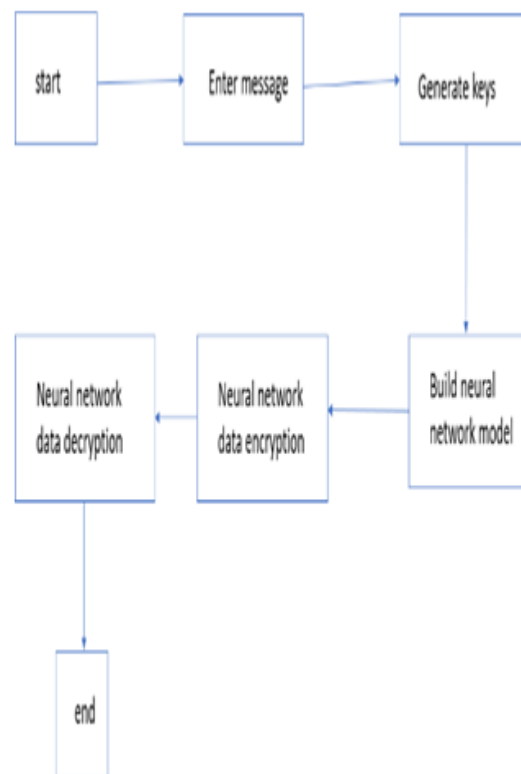 start
Enter message
Generate keys
Build neural
network model
Neural network
data encryption
Neural network
data decryption
end